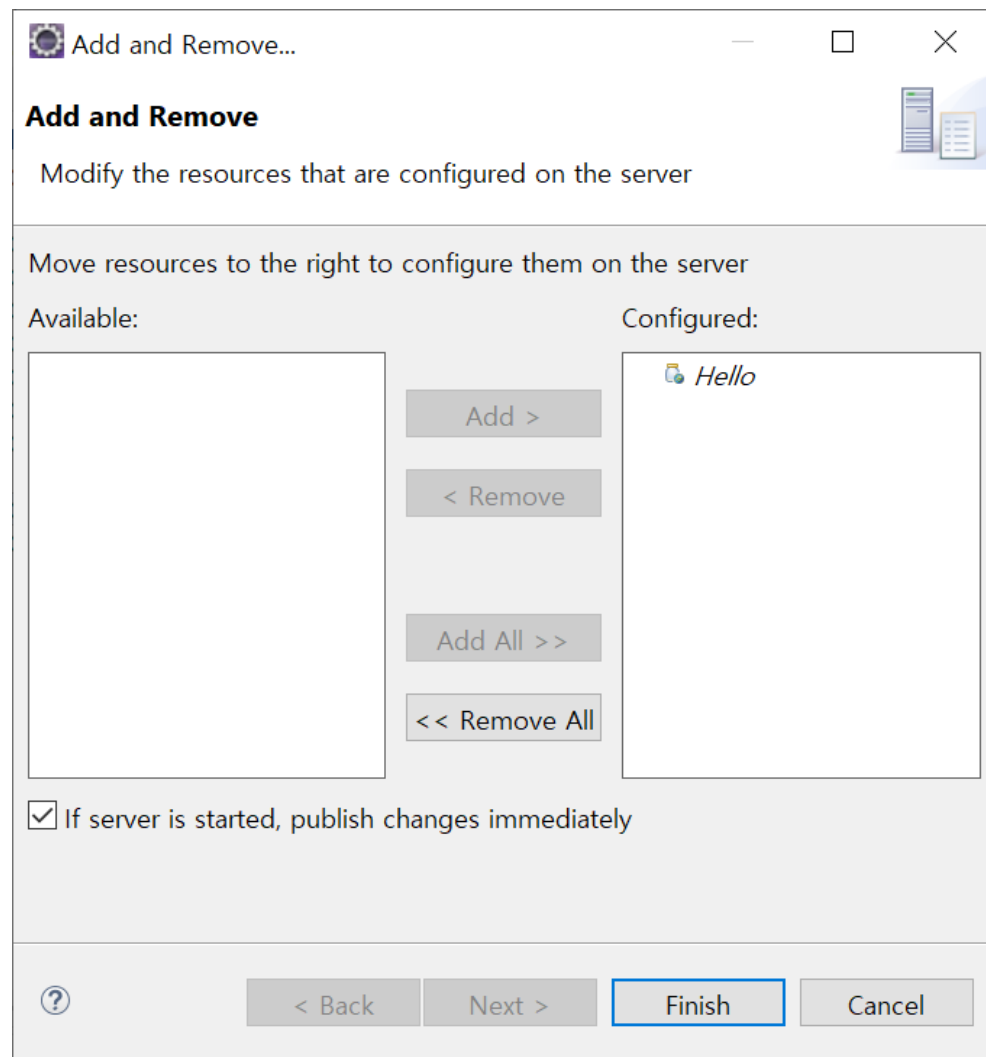 Add and Remove...
Add and Remove
Modify the resources that are configured on the server
Move resources to the right to configure them on the server
Available:
Configured:
Hello
Add >
< Remove
Add All >>
<< Remove All
If server is started, publish changes immediately
?
< Back
Next >
Finish
Cancel